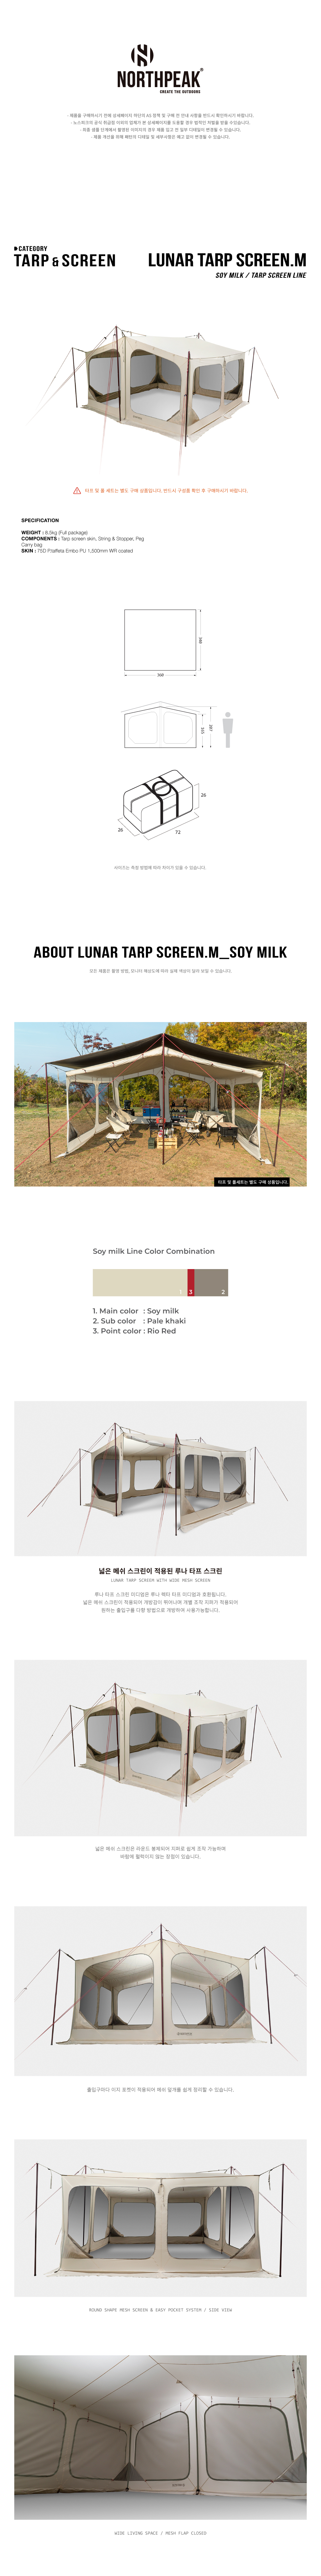 NORTHPEAK®
CREATE THE OUTDOORS
- 제품을 구매하시기 전에 상세페이지 하단의 AS 정책 및 구매 전 안내 사항을 반드시 확인하시기 바랍니다.
- 노스피크의 공식 취급점 이외의 업체가 본 상세페이지를 도용할 경우 법적인 처벌을 받을 수있습니다.
- 최종 샘플 단계에서 촬영된 이미지의 경우 제품 입고 전 일부 디테일이 변경될 수 있습니다.
- 제품 개선을 위해 패턴의 디테일 및 세부사항은 예고 없이 변경될 수 있습니다.
CATEGORY
TARP & SCREEN
LUNAR TARP SCREEN.M
SOY MILK / TARP SCREEN LINE
타프 및 폴 세트는 별도 구매 상품입니다. 반드시 구성품 확인 후 구매하시기 바랍니다.
SPECIFICATION
WEIGHT : 8.5kg (Full package)
COMPONENTS : Tarp screen skin, String & Stopper, Peg
Carry bag
SKIN : 75D P/taffeta Embo PU 1,500mm WR coated
340
360
26
26
72
사이즈는 측정 방법에 따라 차이가 있을 수 있습니다.
ABOUT LUNAR TARP SCREEN.M_SOY MILK
모든 제품은 촬영 방법, 모니터 해상도에 따라 실제 색상이 달라 보일 수 있습니다.
타프 및 폴세트는 별도 구매 상품입니다.
Soy milk Line Color Combination
1 3 2
1. Main color : Soy milk
2. Sub color : Pale khaki
3. Point color : Rio Red
넓은 메쉬 스크린이 적용된 루나 타프 스크린
LUNAR TARP SCREEN WITH WIDE MESH SCREEN
루나 타프 스크린 미디엄은 루나 헥타 타프 미디엄과 호환됩니다.
넓은 메쉬 스크린이 적용되어 개방감이 뛰어나며 개별 조작 지퍼가 적용되어
원하는 출입구를 다양 방법으로 개방하여 사용가능합니다.
넓은 메쉬 스크린은 라운드 형체되어 지퍼로 쉽게 조작 가능하며
바람에 펄럭이지 않는 장점이 있습니다.
출입구마다 이지 포켓이 적용되어 메쉬 덮개를 쉽게 정리할 수 있습니다.
ROUND SHAPE MESH SCREEN & EASY POCKET SYSTEM / SIDE VIEW
WIDE LIVING SPACE / MESH FLAP CLOSED